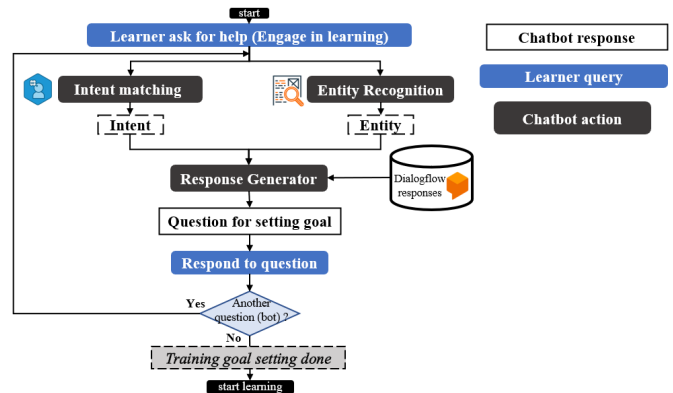 start
Learner ask for help (Engage in learning)
Chatbot response
Learner query
Chatbot action
Intent matching
Entity Recognition
Intent
Entity
Response Generator
Dialogflow
responses
Question for setting goal
Respond to question
Yes
Another
question (bot) ?
No
Training goal setting done
start learning